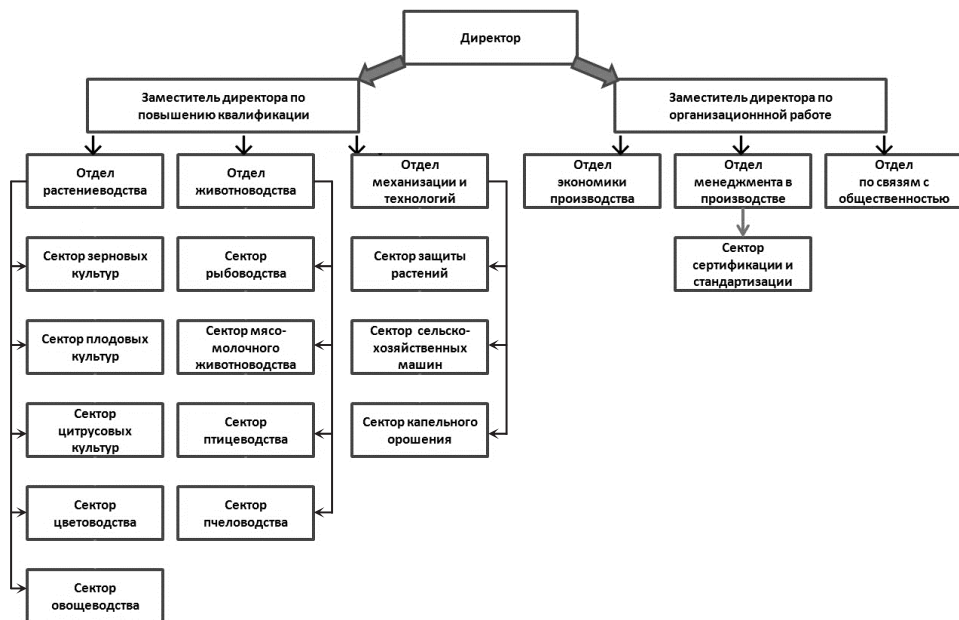 Директор
Заместитель директора по
повышению квалификации
Заместитель директора по
организационнной работе
Отдел
растениеводства
Отдел
животноводства
Отдел
механизации и
технологий
Отдел
экономики
производства
Отдел
менеджмента в
производстве
Отдел
по связям с
общественностью
Сектор зерновых
культур
Сектор
рыбоводства
Сектор защиты
растений
Сектор
сертификации и
стандартизации
Сектор плодовых
культур
Сектор мясо-
молочного
животноводства
Сектор сельско-
хозяйственных
машин
Сектор
цитрусовых
культур
Сектор
птицеводства
Сектор капельного
орошения
Сектор
цветоводства
Сектор
пчеловодства
Сектор
овощеводства